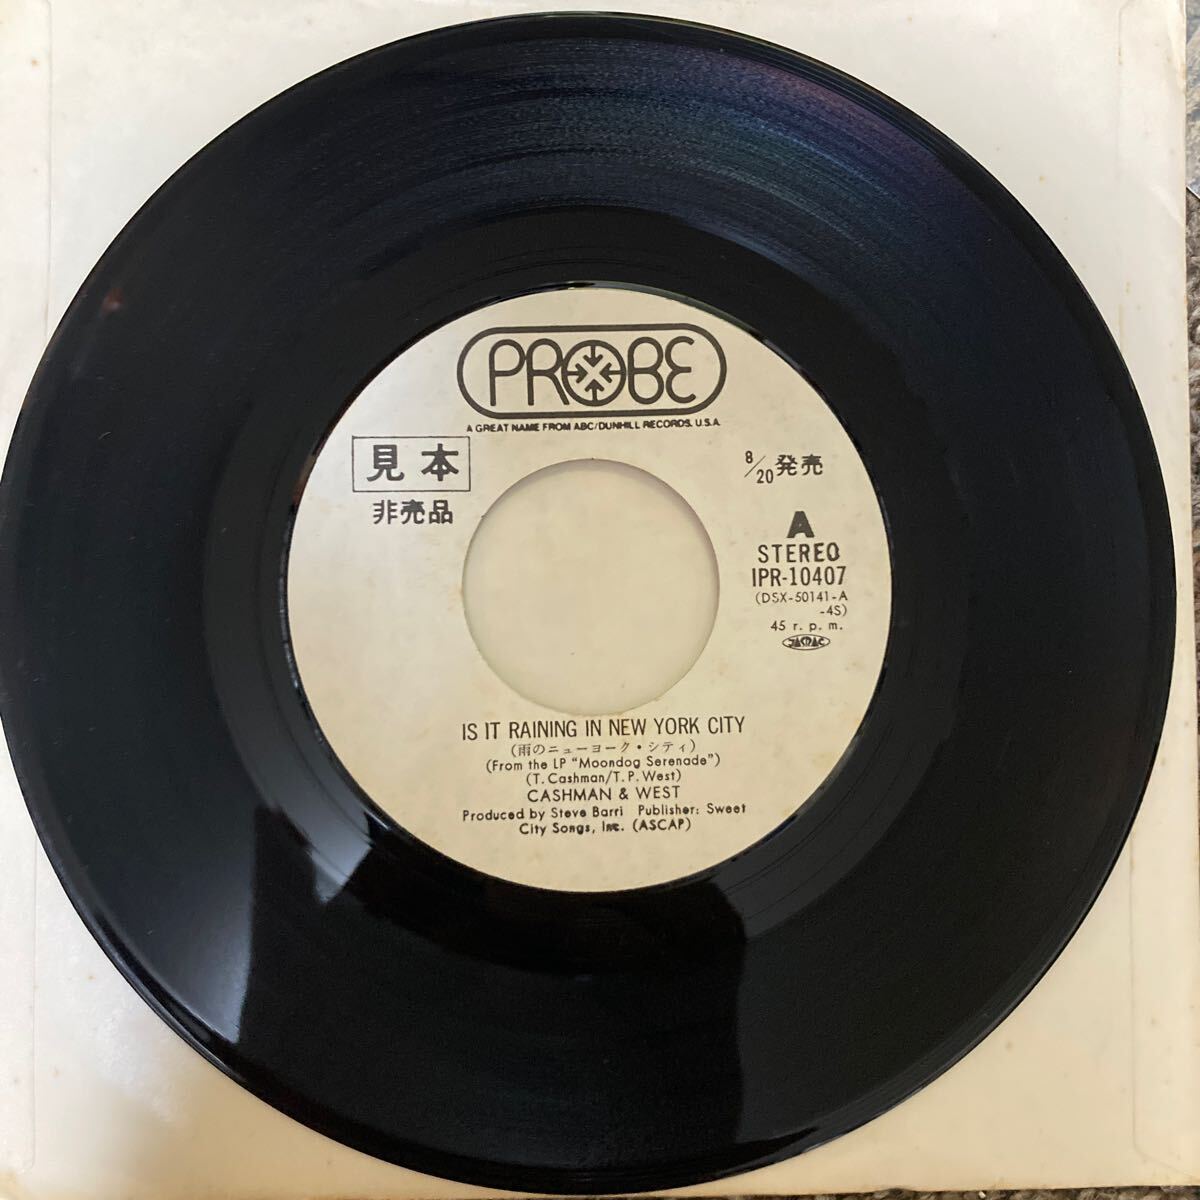 PROBE
A GREAT NAME FROM ABC/DUNHILL RECORDS. U.S.A.
見本
非売品
8/20発売
A
STEREO
IPR-10407
(DSX-50141-A
-4S)
45 r. p. m.
JASRAC
IS IT RAINING IN NEW YORK CITY
(雨のニューヨーク・シティ)
(From the LP "Moondog Serenade")
(T. Cashman/T. P. West)
CASHMAN & WEST
Produced by Steve Barri Publisher: Sweet
City Songs, Inc. (ASCAP)